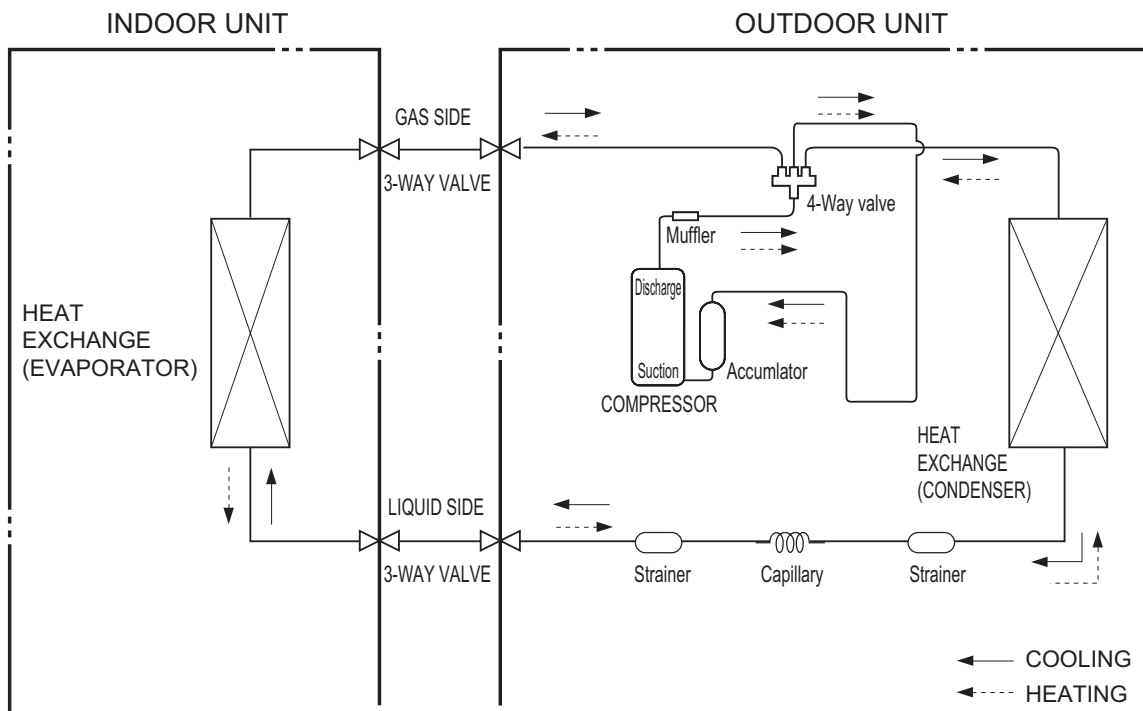 INDOOR UNIT
OUTDOOR UNIT
GAS SIDE
3-WAY VALVE
4-Way valve
Muffler
Discharge
HEAT
EXCHANGE
(EVAPORATOR)
Suction
Accumlator
COMPRESSOR
HEAT
EXCHANGE
(CONDENSER)
LIQUID SIDE
3-WAY VALVE
Strainer
Capillary
Strainer
COOLING
HEATING